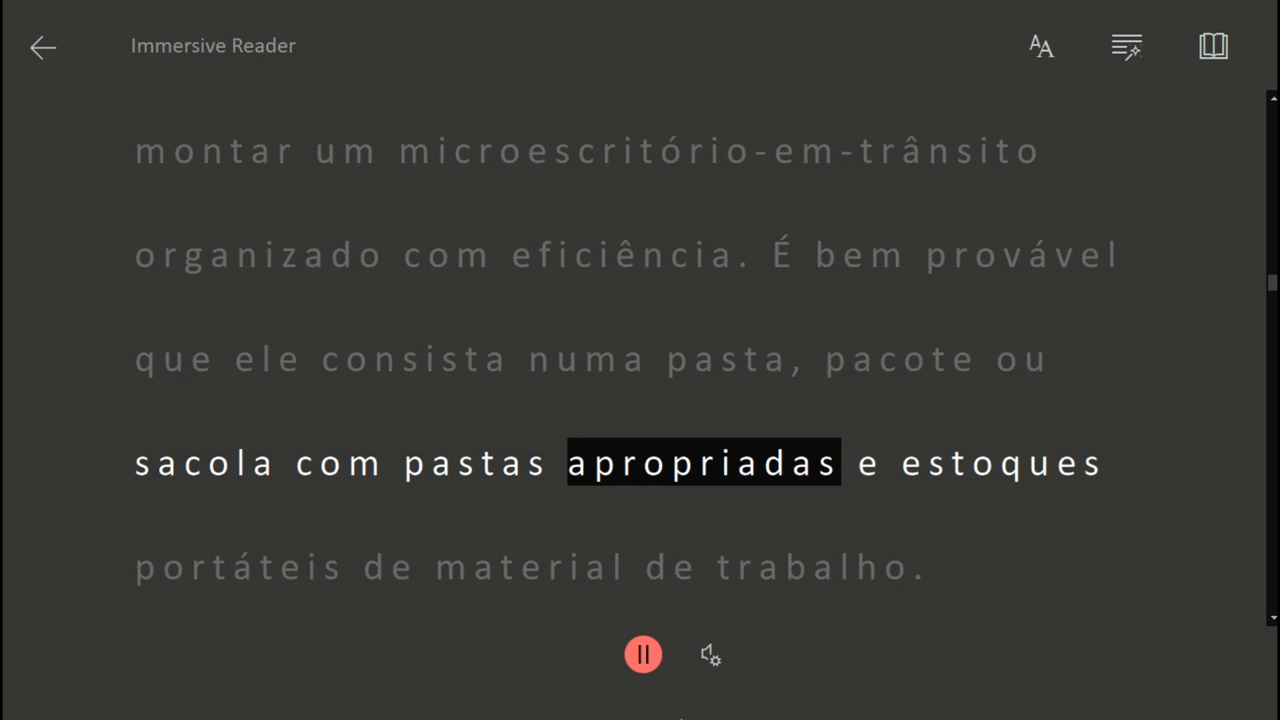 Immersive Reader
montar um microescritório-em-trânsito
organizado com eficiência. É bem provável
que ele consista numa pasta, pacote ou
sacola com pastas apropriadas e estoques
portáteis de material de trabalho.